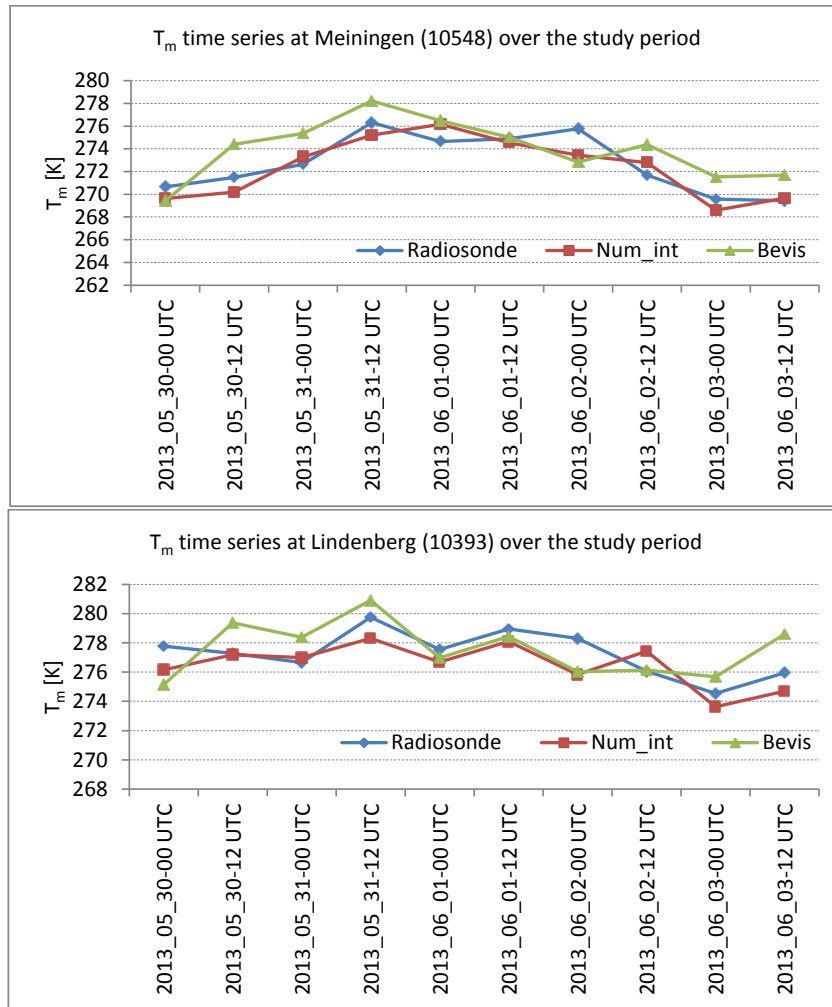 Tm time series at Meiningen (10548) over the study period
280
278
276
274
272
270
268
266
264
262
Tm [K]
Radiosonde Num_int Bevis
2013_05_30-00 UTC
2013_05_30-12 UTC
2013_05_31-00 UTC
2013_05_31-12 UTC
2013_06_01-00 UTC
2013_06_01-12 UTC
2013_06_02-00 UTC
2013_06_02-12 UTC
2013_06_03-00 UTC
2013_06_03-12 UTC
Tm time series at Lindenberg (10393) over the study period
282
280
278
276
274
272
270
268
Tm [K]
Radiosonde Num_int Bevis
2013_05_30-00 UTC
2013_05_30-12 UTC
2013_05_31-00 UTC
2013_05_31-12 UTC
2013_06_01-00 UTC
2013_06_01-12 UTC
2013_06_02-00 UTC
2013_06_02-12 UTC
2013_06_03-00 UTC
2013_06_03-12 UTC